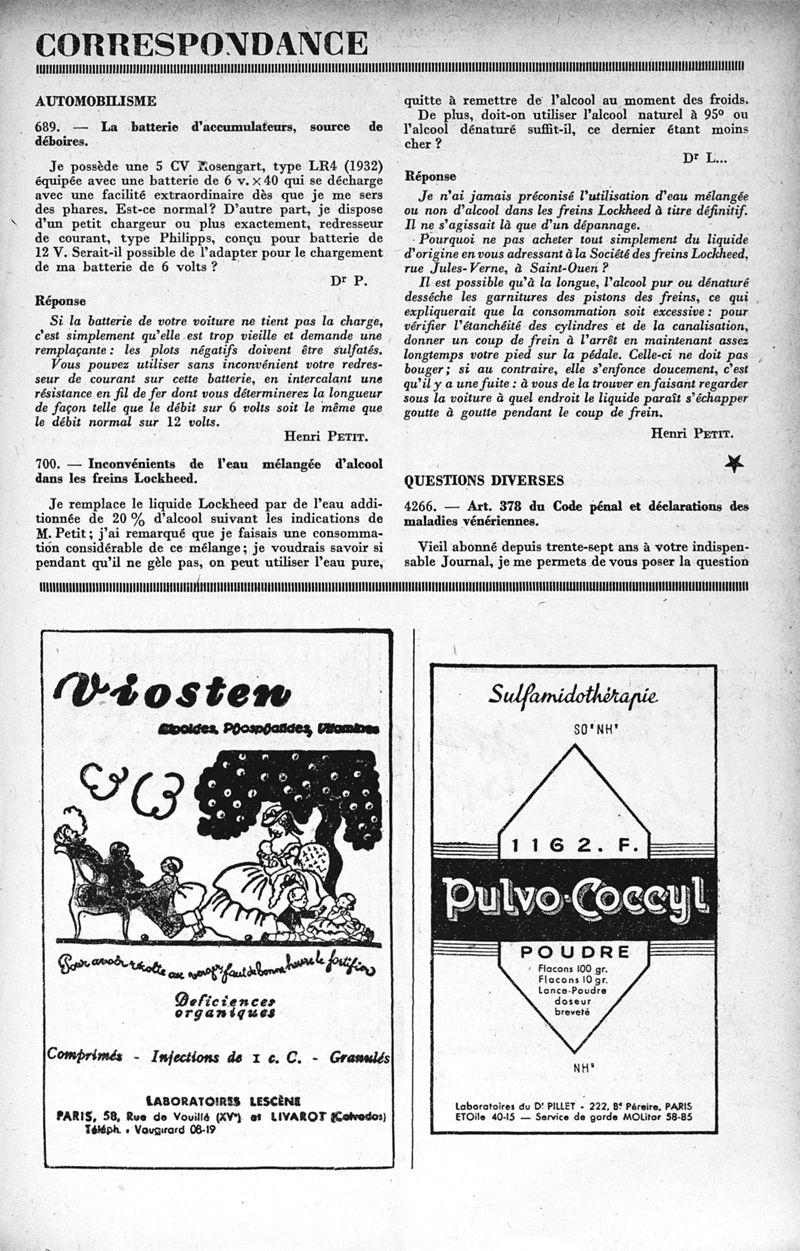 CORRESPONDANCE
AUTOMOBILISME
689. — La batterie d'accumulateurs, source de
déboires.
Je possède une 5 CV Rosengart, type LR4 (1932)
équipée avec une batterie de 6 v. × 40 qui se décharge
avec une facilité extraordinaire dès que je me sers
des phares. Est-ce normal? D'autre part, je dispose
d'un petit chargeur ou plus exactement, redresseur
de courant, type Philipps, conçu pour batterie de
12 V. Serait-il possible de l'adapter pour le chargement
de ma batterie de 6 volts ?
Dr P.
Réponse
Si la batterie de votre voiture ne tient pas la charge,
c'est simplement qu'elle est trop vieille et demande une
remplaçante : les plots négatifs doivent être sulfatés.
Vous pouvez utiliser sans inconvénient votre redres-
seur de courant sur cette batterie, en intercalant une
résistance en fil de fer dont vous déterminerez la longueur
de façon telle que le débit sur 6 volts soit le même que
le débit normal sur 12 volts.
Henri PETIT.
700. — Inconvénients de l'eau mélangée d'alcool
dans les freins Lockheed.
Je remplace le liquide Lockheed par de l'eau addi-
tionnée de 20 % d'alcool suivant les indications de
M. Petit ; j'ai remarqué que je faisais une consomma-
tion considérable de ce mélange ; je voudrais savoir si
pendant qu'il ne gèle pas, on peut utiliser l'eau pure,
quitte à remettre de l'alcool au moment des froids.
De plus, doit-on utiliser l'alcool naturel à 95° ou
l'alcool dénaturé suffit-il, ce dernier étant moins
cher ?
Dr L...
Réponse
Je n'ai jamais préconisé l'utilisation d'eau mélangée
ou non d'alcool dans les freins Lockheed à titre définitif.
Il ne s'agissait là que d'un dépannage.
Pourquoi ne pas acheter tout simplement du liquide
d'origine en vous adressant à la Société des freins Lockheed,
rue Jules-Verne, à Saint-Ouen ?
Il est possible qu'à la longue, l'alcool pur ou dénaturé
desséche les garnitures des pistons des freins, ce qui
expliquerait que la consommation soit excessive : pour
vérifier l'étanchéité des cylindres et de la canalisation,
donner un coup de frein à l'arrêt en maintenant assez
longtemps votre pied sur la pédale. Celle-ci ne doit pas
bouger ; si au contraire, elle s'enfonce doucement, c'est
qu'il y a une fuite : à vous de la trouver en faisant regarder
sous la voiture à quel endroit le liquide paraît s'échapper
goutte à goutte pendant le coup de frein.
Henri PETIT.
QUESTIONS DIVERSES
4266. — Art. 378 du Code pénal et déclarations des
maladies vénériennes.
Vieil abonné depuis trente-sept ans à votre indispen-
sable Journal, je me permets de vous poser la question
Viosten
Lipoïdes, Phosphatides, Vitamines
Pour avoir récolte au verger faut de bonne heure le fortifier
Deficiences
organiques
Comprimés - Injections de 1 c. C. - Granulés
LABORATOIRES LESCÈNE
PARIS, 58, Rue de Vouillé (XVe) et LIVAROT (Calvados)
Téléph. : Vaugirard 08-19
Sulfamidothérapie
SO²NH²
1162. F.
Pulvo-Coccyl
POUDRE
Flacons 100 gr.
Flacons 10 gr.
Lance-Poudre
doseur
breveté
NH²
Laboratoires du Dr PILLET - 222, Bd Péreire, PARIS
ETOile 40-15 — Service de garde MOLitor 58-85